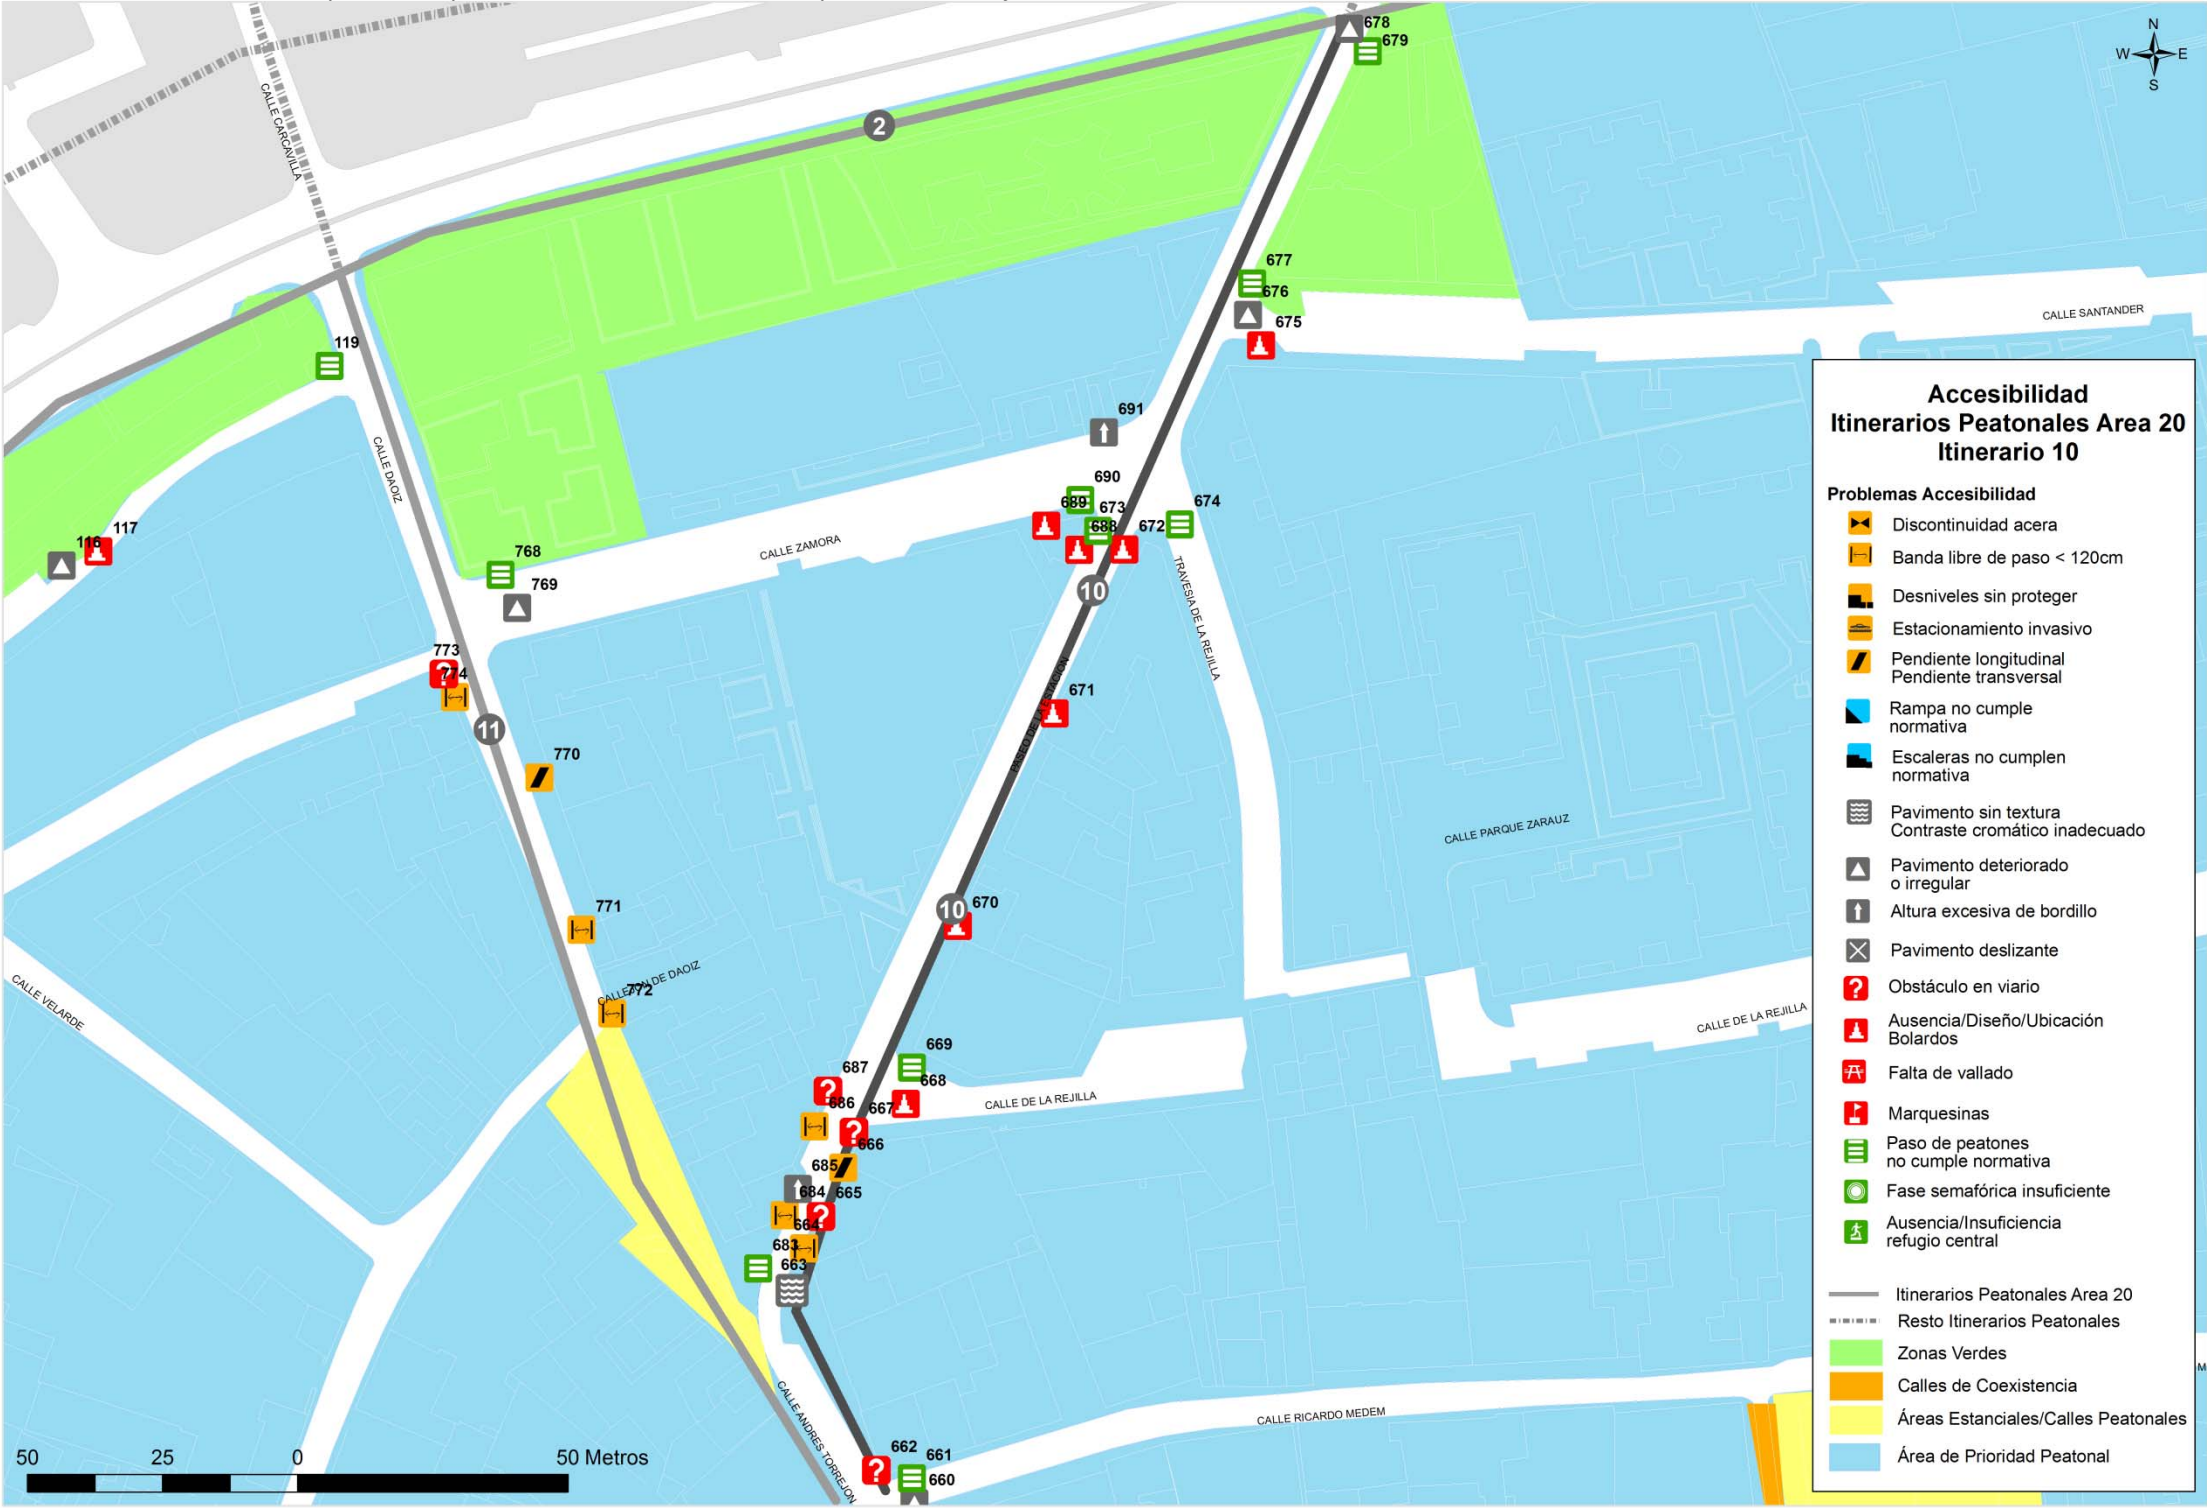 678
679
N
W E
S
CALLE CARCAVILLA
2
677
676
675
CALLE SANTANDER
119
691
CALLE DAOIZ
690
689
673
688
672
674
116
117
768
769
CALLE ZAMORA
10
TRAVESIA DE LA REJILLA
773
774
671
PASEO DE LA ESTACION
11
770
CALLE PARQUE ZARAUZ
771
10
670
CALLEJON DE DAOIZ
772
CALLE VELARDE
CALLE DE LA REJILLA
669
687
668
686
667
CALLE DE LA REJILLA
666
685
684
665
664
683
663
CALLE ANDRES TORREJON
CALLE RICARDO MEDEM
662
661
660
50 25 0 50 Metros
Accesibilidad
Itinerarios Peatonales Area 20
Itinerario 10
Problemas Accesibilidad
Discontinuidad acera
Banda libre de paso < 120cm
Desniveles sin proteger
Estacionamiento invasivo
Pendiente longitudinal
Pendiente transversal
Rampa no cumple
normativa
Escaleras no cumplen
normativa
Pavimento sin textura
Contraste cromático inadecuado
Pavimento deteriorado
o irregular
Altura excesiva de bordillo
Pavimento deslizante
Obstáculo en viario
Ausencia/Diseño/Ubicación
Bolardos
Falta de vallado
Marquesinas
Paso de peatones
no cumple normativa
Fase semafórica insuficiente
Ausencia/Insuficiencia
refugio central
Itinerarios Peatonales Area 20
Resto Itinerarios Peatonales
Zonas Verdes
Calles de Coexistencia
Áreas Estanciales/Calles Peatonales
Área de Prioridad Peatonal